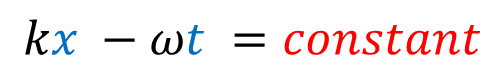 kx − ωt = constant